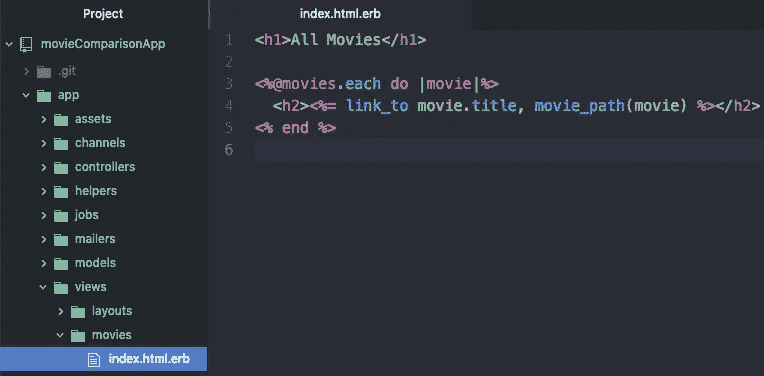 Project
movieComparisonApp
.git
app
assets
channels
controllers
helpers
jobs
mailers
models
views
layouts
movies
index.html.erb
index.html.erb
1 <h1>All Movies</h1>
2
3 <%@movies.each do |movie|%>
4   <h2><%= link_to movie.title, movie_path(movie) %></h2>
5 <% end %>
6